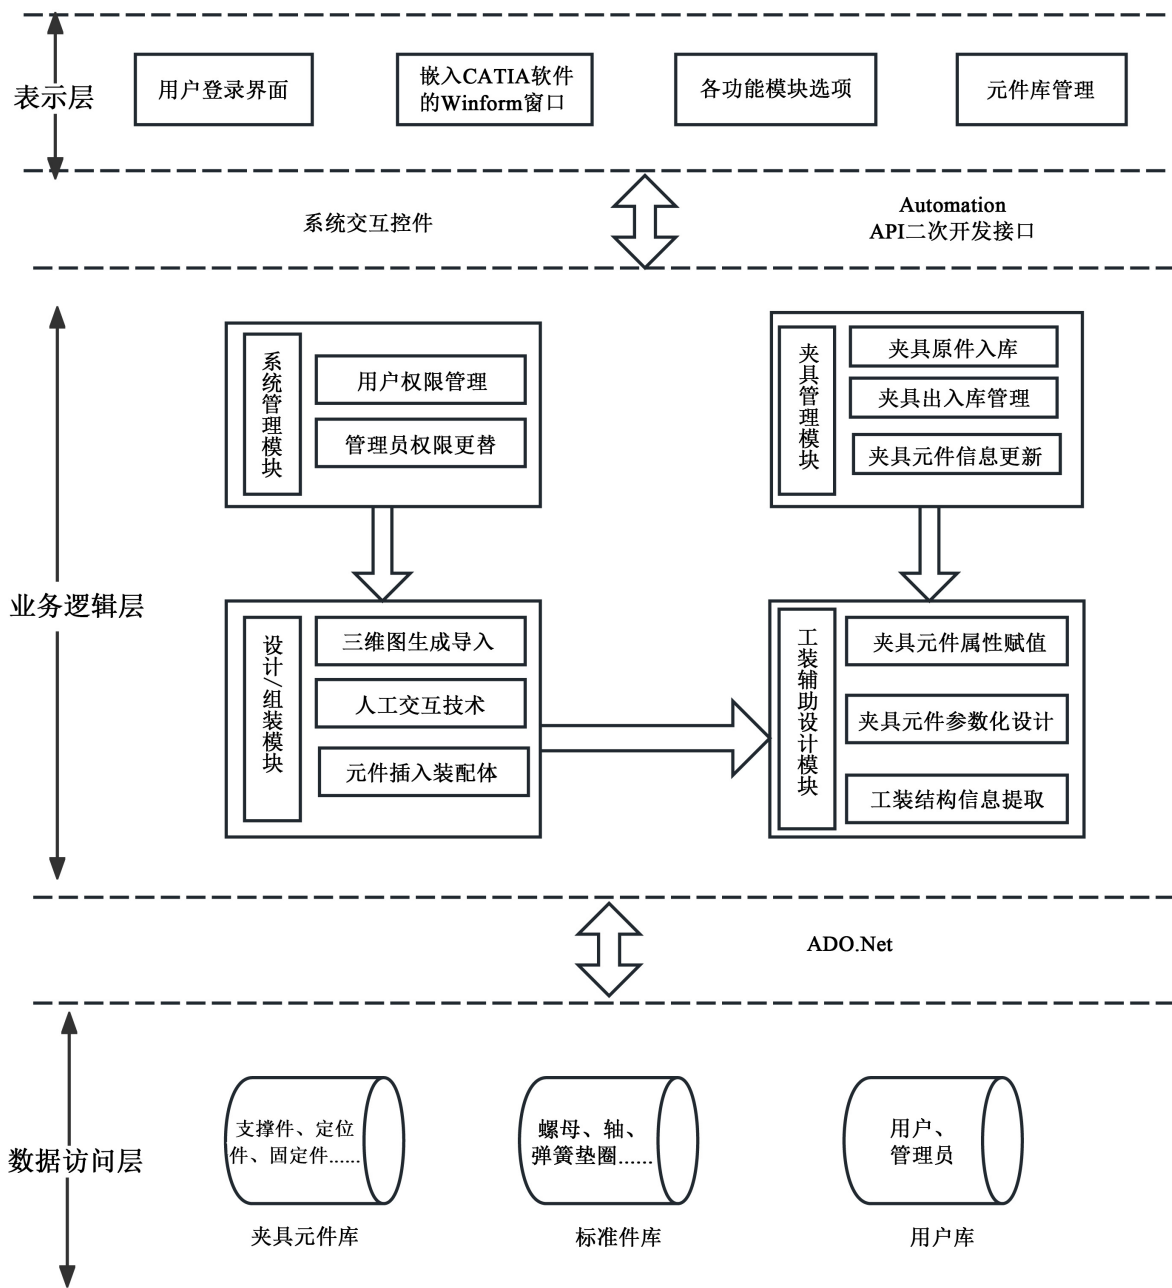 表示层
用户登录界面
嵌入CATIA软件
的Winform窗口
各功能模块选项
元件库管理
系统交互控件
Automation
API二次开发接口
业务逻辑层
系统管理模块
用户权限管理
管理员权限更替
夹具管理模块
夹具原件入库
夹具出入库管理
夹具元件信息更新
设计/组装模块
三维图生成导入
人工交互技术
元件插入装配体
工装辅助设计模块
夹具元件属性赋值
夹具元件参数化设计
工装结构信息提取
ADO.Net
数据访问层
支撑件、定位
件、固定件......
夹具元件库
螺母、轴、
弹簧垫圈......
标准件库
用户、
管理员
用户库